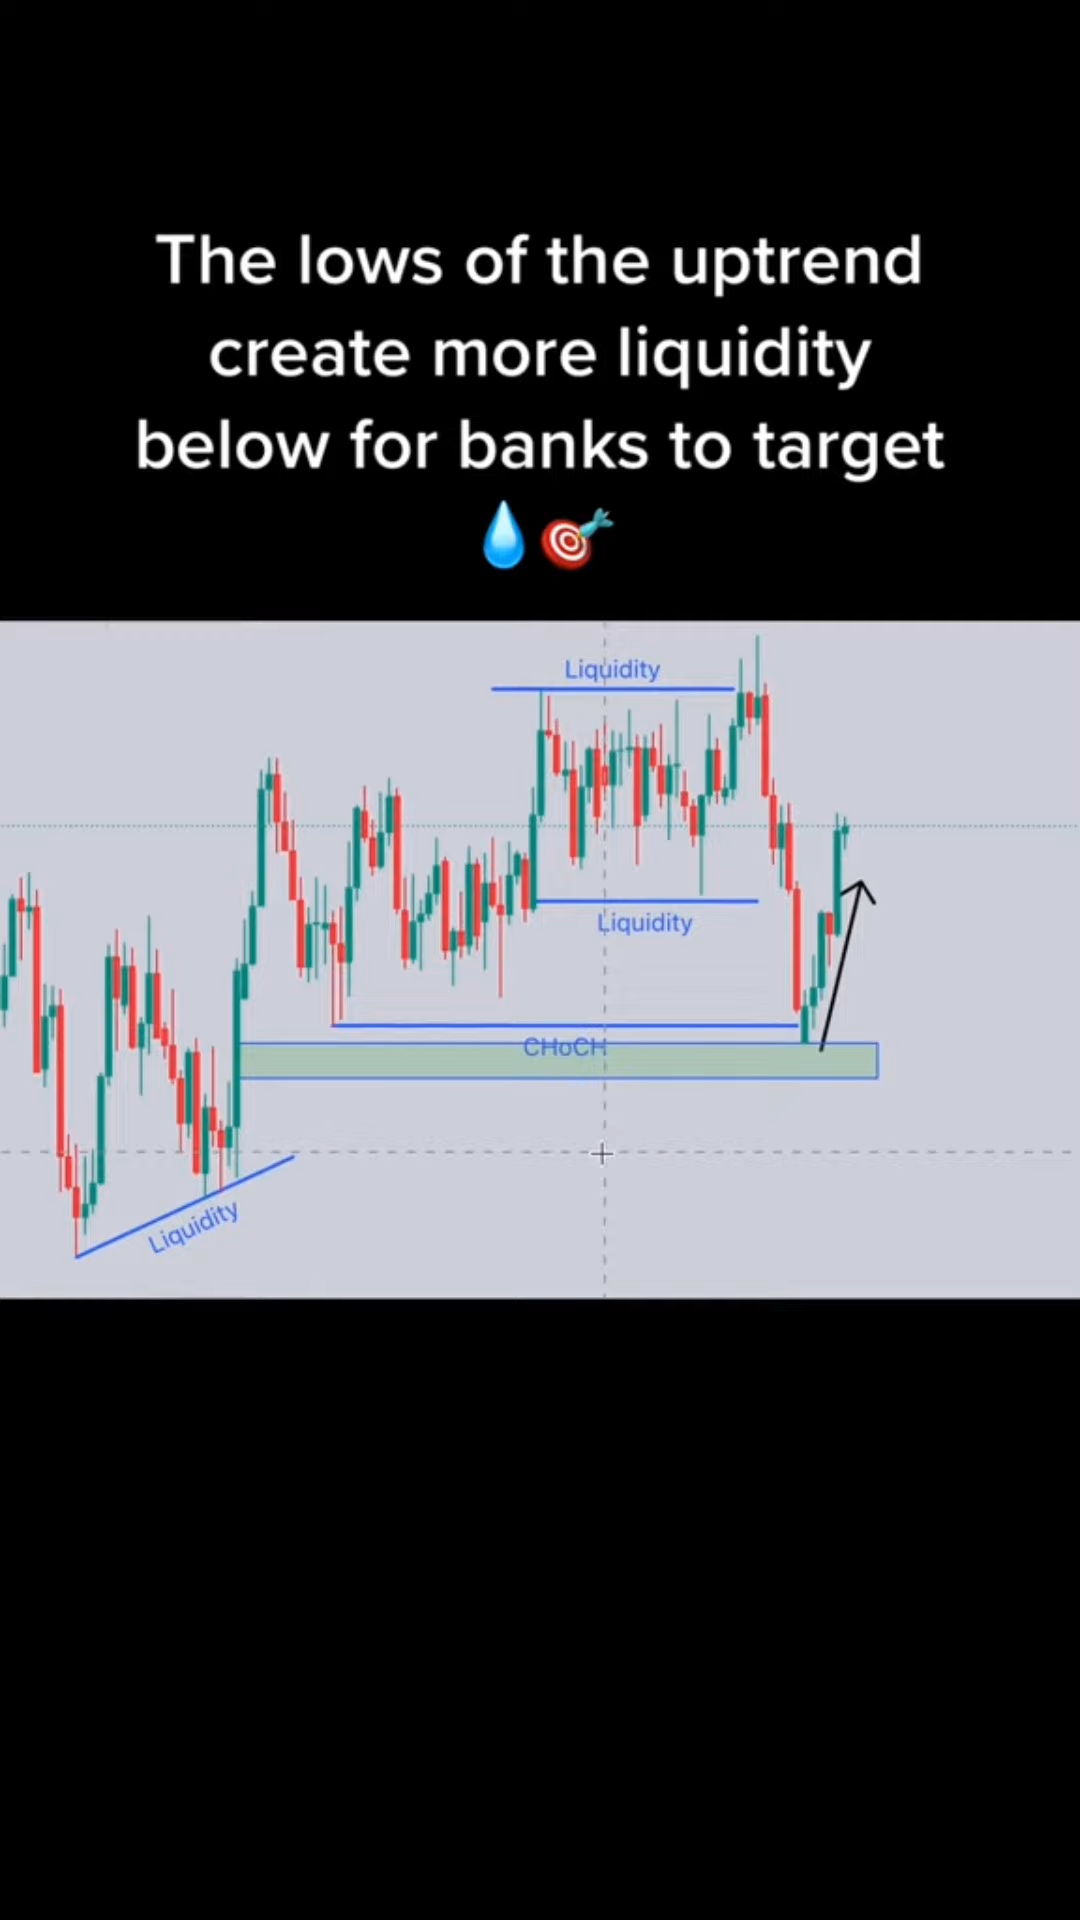 The lows of the uptrend
create more liquidity
below for banks to target
💧🎯
Liquidity
Liquidity
CHoCH
Liquidity